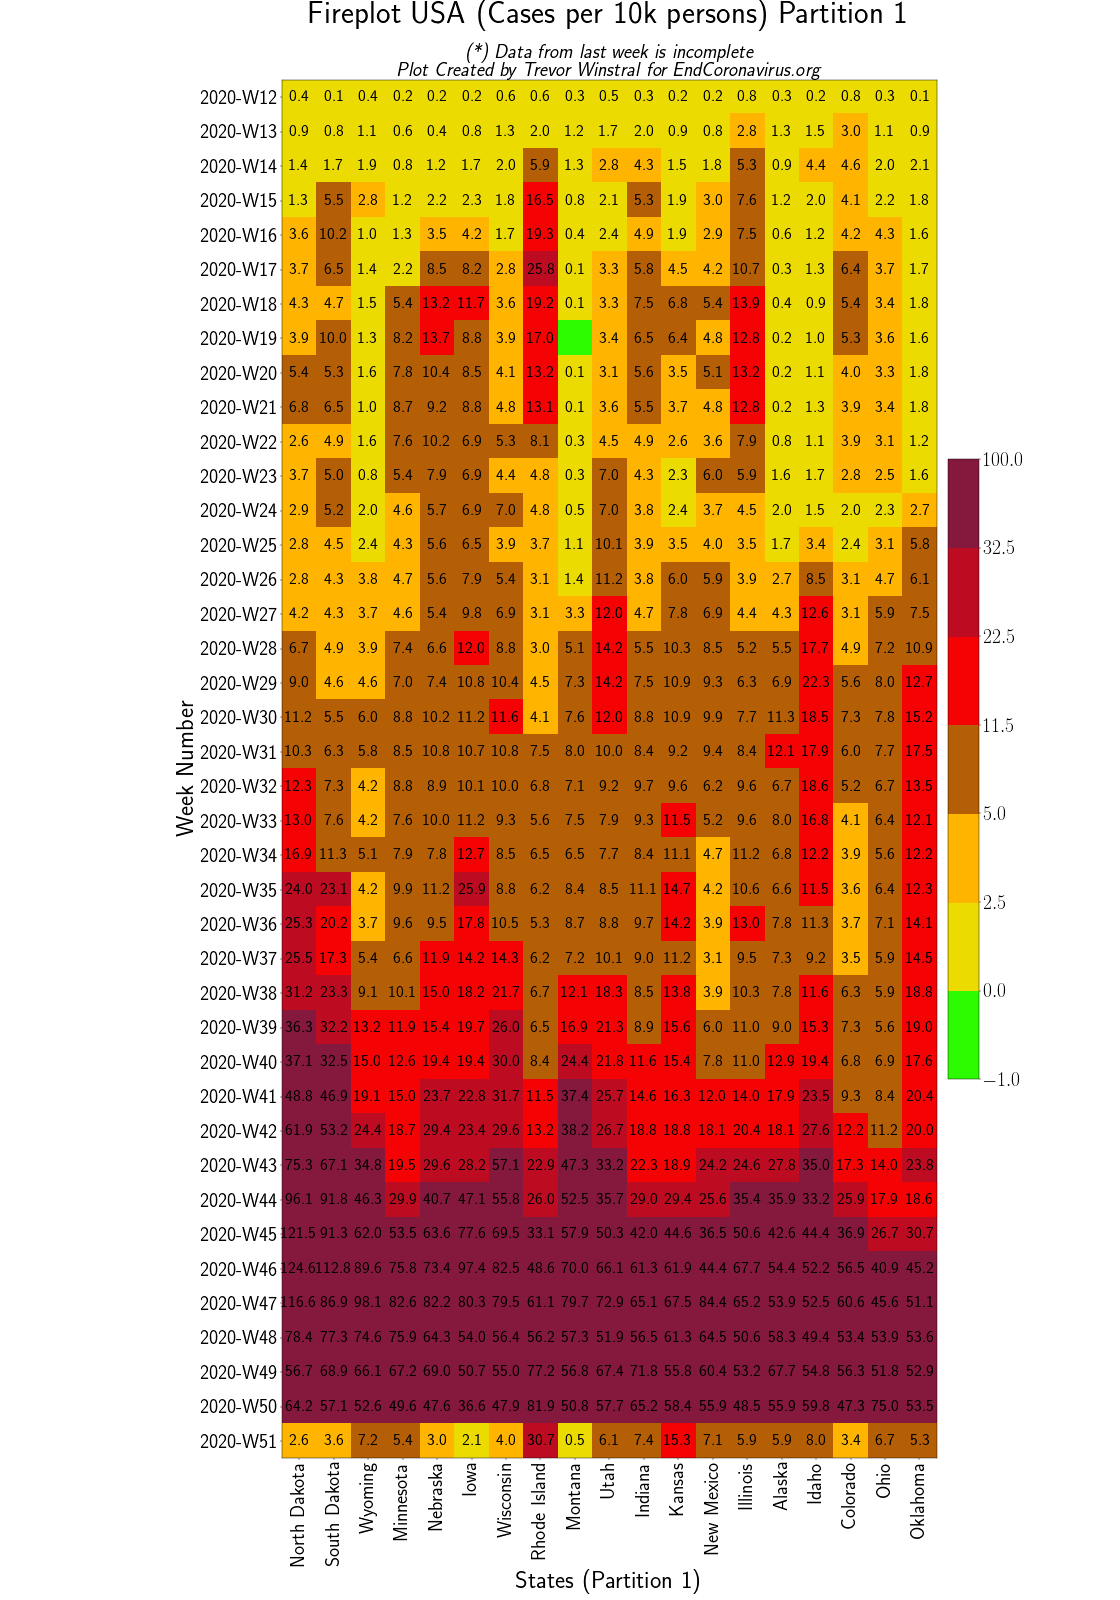 Fireplot USA (Cases per 10k persons) Partition 1
(*) Data from last week is incomplete
Plot Created by Trevor Winstral for EndCoronavirus.org
2020-W12 0.4 0.1 0.4 0.2 0.2 0.2 0.6 0.6 0.3 0.5 0.3 0.2 0.2 0.8 0.3 0.2 0.8 0.3 0.1
2020-W13 0.9 0.8 1.1 0.6 0.4 0.8 1.3 2.0 1.2 1.7 2.0 0.9 0.8 2.8 1.3 1.5 3.0 1.1 0.9
2020-W14 1.4 1.7 1.9 0.8 1.2 1.7 2.0 5.9 1.3 2.8 4.3 1.5 1.8 5.3 0.9 4.4 4.6 2.0 2.1
2020-W15 1.3 5.5 2.8 1.2 2.2 2.3 1.8 16.5 0.8 2.1 5.3 1.9 3.0 7.6 1.2 2.0 4.1 2.2 1.8
2020-W16 3.6 10.2 1.0 1.3 3.5 4.2 1.7 19.3 0.4 2.4 4.9 1.9 2.9 7.5 0.6 1.2 4.2 4.3 1.6
2020-W17 3.7 6.5 1.4 2.2 8.5 8.2 2.8 25.8 0.1 3.3 5.8 4.5 4.2 10.7 0.3 1.3 6.4 3.7 1.7
2020-W18 4.3 4.7 1.5 5.4 13.2 11.7 3.6 19.2 0.1 3.3 7.5 6.8 5.4 13.9 0.4 0.9 5.4 3.4 1.8
2020-W19 3.9 10.0 1.3 8.2 13.7 8.8 3.9 17.0 3.4 6.5 6.4 4.8 12.8 0.2 1.0 5.3 3.6 1.6
2020-W20 5.4 5.3 1.6 7.8 10.4 8.5 4.1 13.2 0.1 3.1 5.6 3.5 5.1 13.2 0.2 1.1 4.0 3.3 1.8
2020-W21 6.8 6.5 1.0 8.7 9.2 8.8 4.8 13.1 0.1 3.6 5.5 3.7 4.8 12.8 0.2 1.3 3.9 3.4 1.8
2020-W22 2.6 4.9 1.6 7.6 10.2 6.9 5.3 8.1 0.3 4.5 4.9 2.6 3.6 7.9 0.8 1.1 3.9 3.1 1.2
2020-W23 3.7 5.0 0.8 5.4 7.9 6.9 4.4 4.8 0.3 7.0 4.3 2.3 6.0 5.9 1.6 1.7 2.8 2.5 1.6
2020-W24 2.9 5.2 2.0 4.6 5.7 6.9 7.0 4.8 0.5 7.0 3.8 2.4 3.7 4.5 2.0 1.5 2.0 2.3 2.7
2020-W25 2.8 4.5 2.4 4.3 5.6 6.5 3.9 3.7 1.1 10.1 3.9 3.5 4.0 3.5 1.7 3.4 2.4 3.1 5.8
2020-W26 2.8 4.3 3.8 4.7 5.6 7.9 5.4 3.1 1.4 11.2 3.8 6.0 5.9 3.9 2.7 8.5 3.1 4.7 6.1
2020-W27 4.2 4.3 3.7 4.6 5.4 9.8 6.9 3.1 3.3 12.0 4.7 7.8 6.9 4.4 4.3 12.6 3.1 5.9 7.5
2020-W28 6.7 4.9 3.9 7.4 6.6 12.0 8.8 3.0 5.1 14.2 5.5 10.3 8.5 5.2 5.5 17.7 4.9 7.2 10.9
2020-W29 9.0 4.6 4.6 7.0 7.4 10.8 10.4 4.5 7.3 14.2 7.5 10.9 9.3 6.3 6.9 22.3 5.6 8.0 12.7
2020-W30 11.2 5.5 6.0 8.8 10.2 11.2 11.6 4.1 7.6 12.0 8.8 10.9 9.9 7.7 11.3 18.5 7.3 7.8 15.2
2020-W31 10.3 6.3 5.8 8.5 10.8 10.7 10.8 7.5 8.0 10.0 8.4 9.2 9.4 8.4 12.1 17.9 6.0 7.7 17.5
2020-W32 12.3 7.3 4.2 8.8 8.9 10.1 10.0 6.8 7.1 9.2 9.7 9.6 6.2 9.6 6.7 18.6 5.2 6.7 13.5
2020-W33 13.0 7.6 4.2 7.6 10.0 11.2 9.3 5.6 7.5 7.9 9.3 11.5 5.2 9.6 8.0 16.8 4.1 6.4 12.1
2020-W34 16.9 11.3 5.1 7.9 7.8 12.7 8.5 6.5 6.5 7.7 8.4 11.1 4.7 11.2 6.8 12.2 3.9 5.6 12.2
2020-W35 24.0 23.1 4.2 9.9 11.2 25.9 8.8 6.2 8.4 8.5 11.1 14.7 4.2 10.6 6.6 11.5 3.6 6.4 12.3
2020-W36 25.3 20.2 3.7 9.6 9.5 17.8 10.5 5.3 8.7 8.8 9.7 14.2 3.9 13.0 7.8 11.3 3.7 7.1 14.1
2020-W37 25.5 17.3 5.4 6.6 11.9 14.2 14.3 6.2 7.2 10.1 9.0 11.2 3.1 9.5 7.3 9.2 3.5 5.9 14.5
2020-W38 31.2 23.3 9.1 10.1 15.0 18.2 21.7 6.7 12.1 18.3 8.5 13.8 3.9 10.3 7.8 11.6 6.3 5.9 18.8
2020-W39 36.3 32.2 13.2 11.9 15.4 19.7 26.0 6.5 16.9 21.3 8.9 15.6 6.0 11.0 9.0 15.3 7.3 5.6 19.0
2020-W40 37.1 32.5 15.0 12.6 19.4 19.4 30.0 8.4 24.4 21.8 11.6 15.4 7.8 11.0 12.9 19.4 6.8 6.9 17.6
2020-W41 48.8 46.9 19.1 15.0 23.7 22.8 31.7 11.5 37.4 25.7 14.6 16.3 12.0 14.0 17.9 23.5 9.3 8.4 20.4
2020-W42 61.9 53.2 24.4 18.7 29.4 23.4 29.6 13.2 38.2 26.7 18.8 18.8 18.1 20.4 18.1 27.6 12.2 11.2 20.0
2020-W43 75.3 67.1 34.8 19.5 29.6 28.2 57.1 22.9 47.3 33.2 22.3 18.9 24.2 24.6 27.8 35.0 17.3 14.0 23.8
2020-W44 96.1 91.8 46.3 29.9 40.7 47.1 55.8 26.0 52.5 35.7 29.0 29.4 25.6 35.4 35.9 33.2 25.9 17.9 18.6
2020-W45 121.5 91.3 62.0 53.5 63.6 77.6 69.5 33.1 57.9 50.3 42.0 44.6 36.5 50.6 42.6 44.4 36.9 26.7 30.7
2020-W46 124.6 112.8 89.6 75.8 73.4 97.4 82.5 48.6 70.0 66.1 61.3 61.9 44.4 67.7 54.4 52.2 56.5 40.9 45.2
2020-W47 116.6 86.9 98.1 82.6 82.2 80.3 79.5 61.1 79.7 72.9 65.1 67.5 84.4 65.2 53.9 52.5 60.6 45.6 51.1
2020-W48 78.4 77.3 74.6 75.9 64.3 54.0 56.4 56.2 57.3 51.9 56.5 61.3 64.5 50.6 58.3 49.4 53.4 53.9 53.6
2020-W49 56.7 68.9 66.1 67.2 69.0 50.7 55.0 77.2 56.8 67.4 71.8 55.8 60.4 53.2 67.7 54.8 56.3 51.8 52.9
2020-W50 64.2 57.1 52.6 49.6 47.6 36.6 47.9 81.9 50.8 57.7 65.2 58.4 55.9 48.5 55.9 59.8 47.3 75.0 53.5
2020-W51 2.6 3.6 7.2 5.4 3.0 2.1 4.0 30.7 0.5 6.1 7.4 15.3 7.1 5.9 5.9 8.0 3.4 6.7 5.3
Week Number
North Dakota
South Dakota
Wyoming
Minnesota
Nebraska
Iowa
Wisconsin
Rhode Island
Montana
Utah
Indiana
Kansas
New Mexico
Illinois
Alaska
Idaho
Colorado
Ohio
Oklahoma
States (Partition 1)
100.0
32.5
22.5
11.5
5.0
2.5
0.0
−1.0